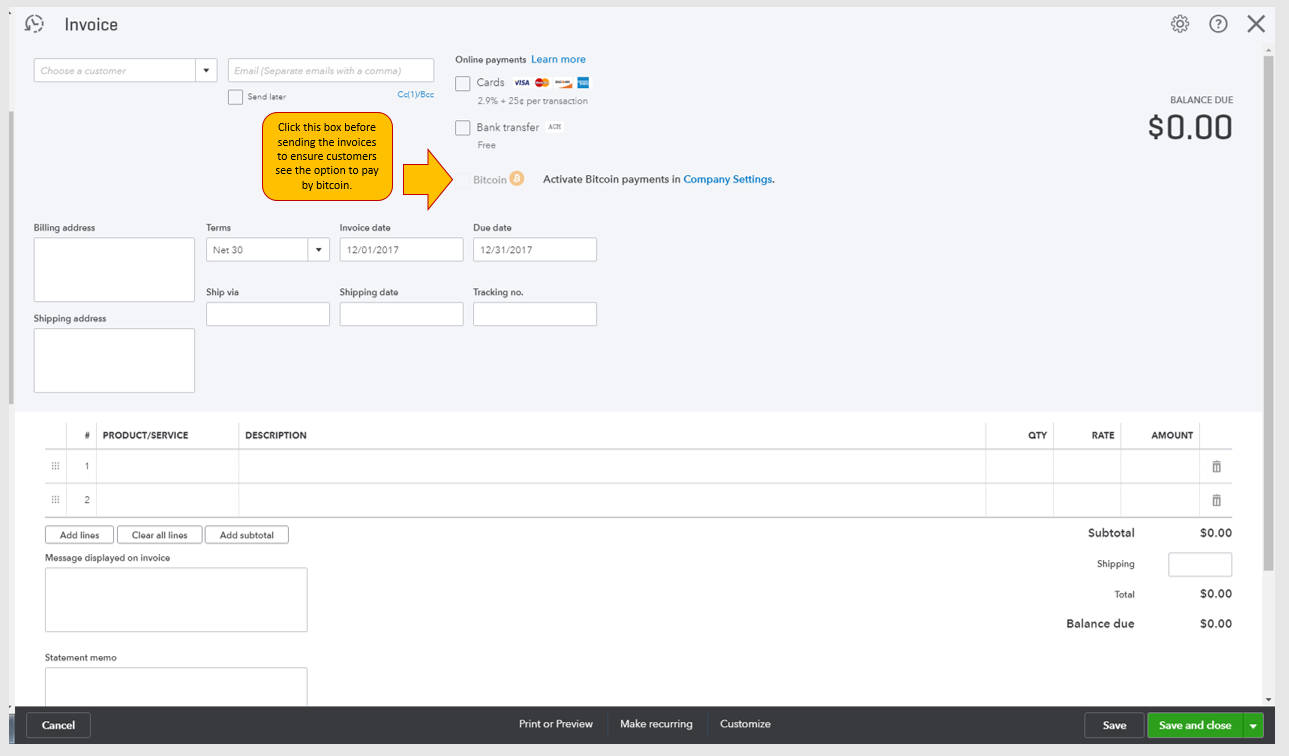 Invoice
Choose a customer
Email (Separate emails with a comma)
Send later
Cc(1)/Bcc
Online payments Learn more
Cards VISA
2.9% + 25¢ per transaction
Bank transfer ACH
Free
Bitcoin
Activate Bitcoin payments in Company Settings.
BALANCE DUE
$0.00
Click this box before
sending the invoices
to ensure customers
see the option to pay
by bitcoin.
Billing address
Terms
Invoice date
Due date
Net 30
12/01/2017
12/31/2017
Ship via
Shipping date
Tracking no.
Shipping address
# PRODUCT/SERVICE DESCRIPTION QTY RATE AMOUNT
1
2
Add lines Clear all lines Add subtotal
Subtotal $0.00
Message displayed on invoice
Shipping
Total $0.00
Balance due $0.00
Statement memo
Cancel Print or Preview Make recurring Customize Save Save and close